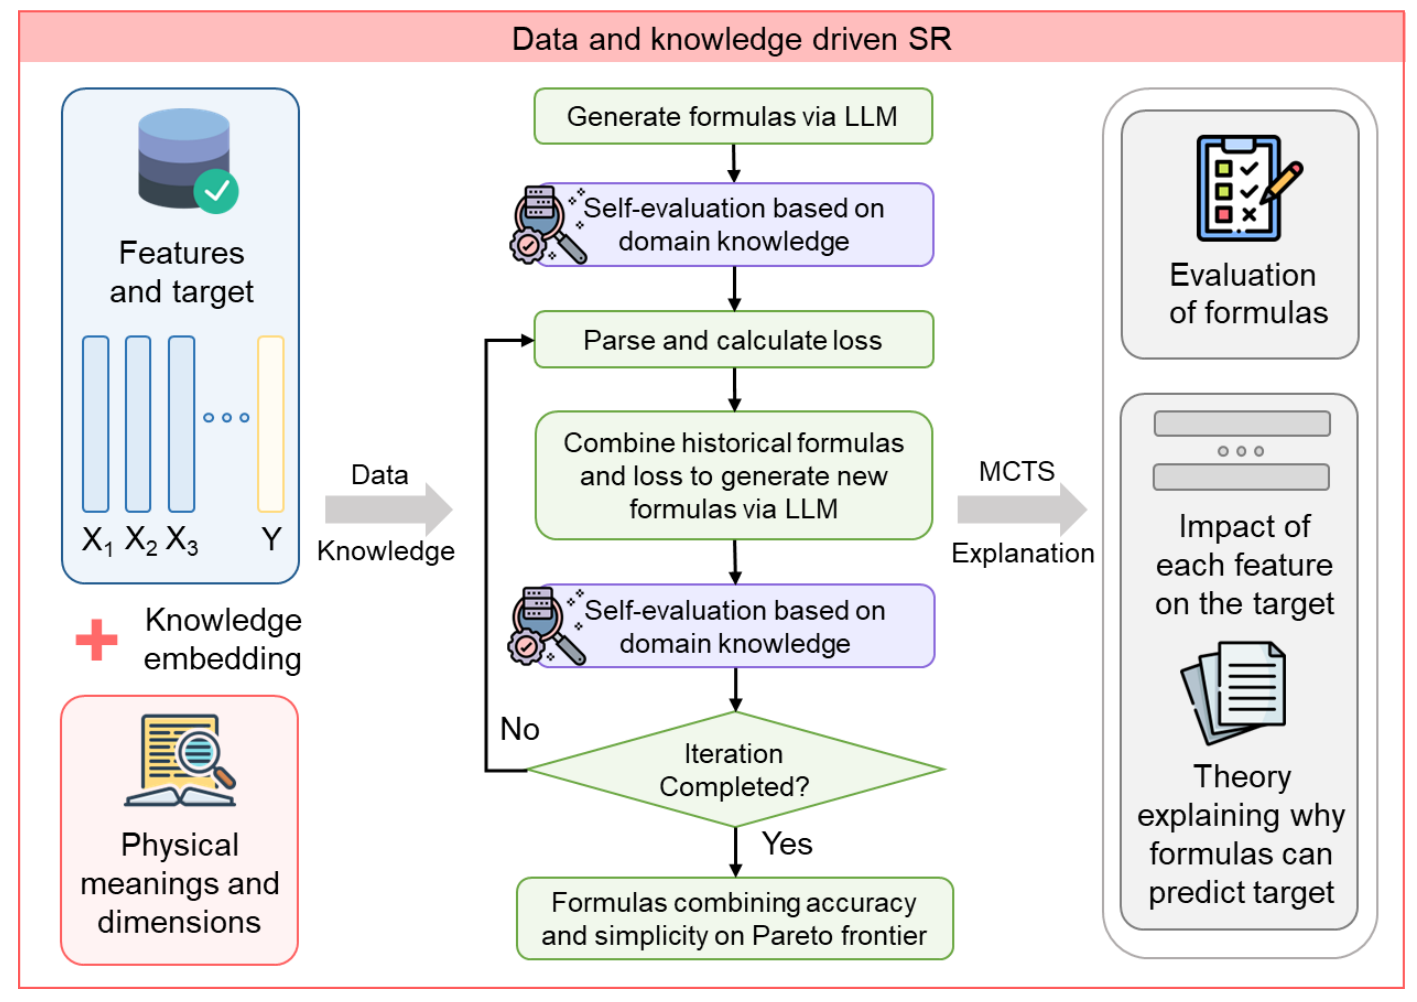 Data and knowledge driven SR
Features
and target
X1 X2 X3 Y
Knowledge
embedding
Physical
meanings and
dimensions
Data
Knowledge
Generate formulas via LLM
Self-evaluation based on
domain knowledge
Parse and calculate loss
Combine historical formulas
and loss to generate new
formulas via LLM
Self-evaluation based on
domain knowledge
No
Iteration
Completed?
Yes
Formulas combining accuracy
and simplicity on Pareto frontier
MCTS
Explanation
Evaluation
of formulas
Impact of
each feature
on the target
Theory
explaining why
formulas can
predict target